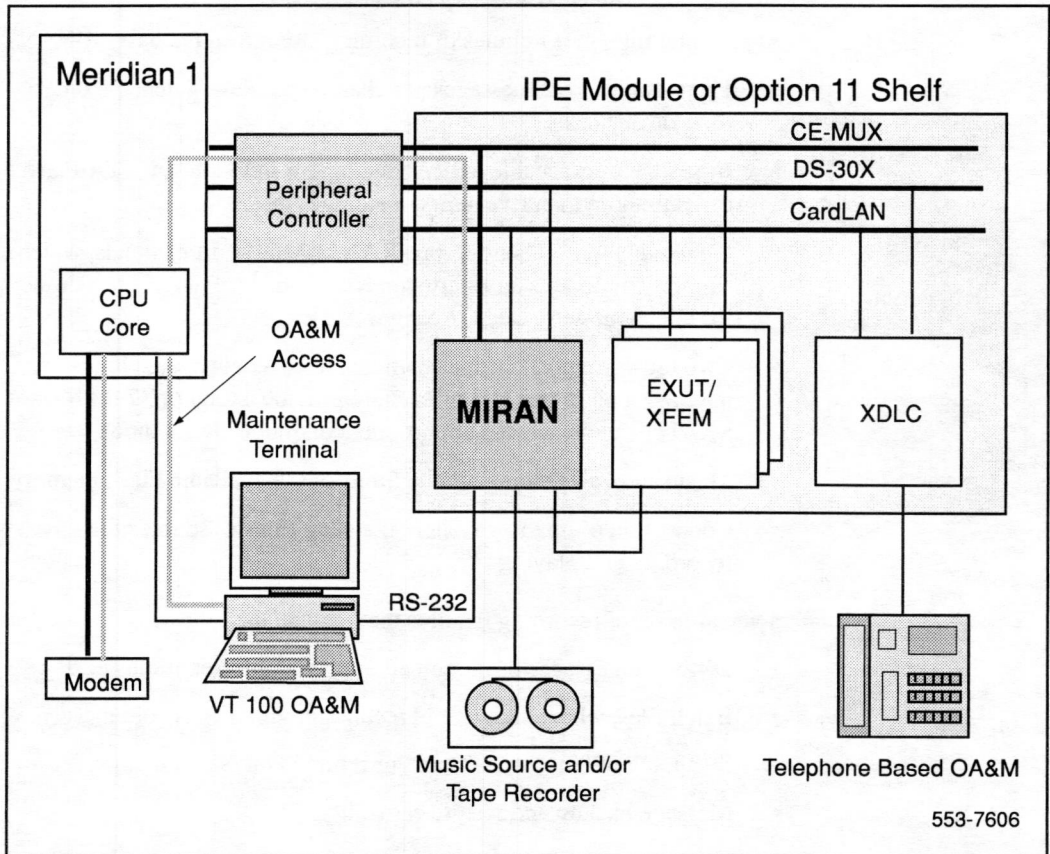 Meridian 1
IPE Module or Option 11 Shelf
CE-MUX
DS-30X
CardLAN
Peripheral
Controller
CPU
Core
OA&M
Access
Maintenance
Terminal
MIRAN
EXUT/
XFEM
XDLC
RS-232
Modem
VT 100 OA&M
Music Source and/or
Tape Recorder
Telephone Based OA&M
553-7606